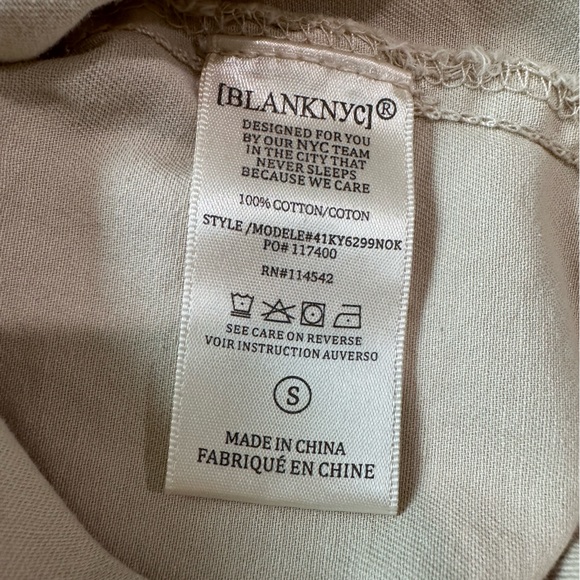 [BLANKNYC]®
DESIGNED FOR YOU
BY OUR NYC TEAM
IN THE CITY THAT
NEVER SLEEPS
BECAUSE WE CARE
100% COTTON/COTON
STYLE /MODELE#41KY6299NOK
PO# 117400
RN#114542
SEE CARE ON REVERSE
VOIR INSTRUCTION AUVERSO
S
MADE IN CHINA
FABRIQUÉ EN CHINE